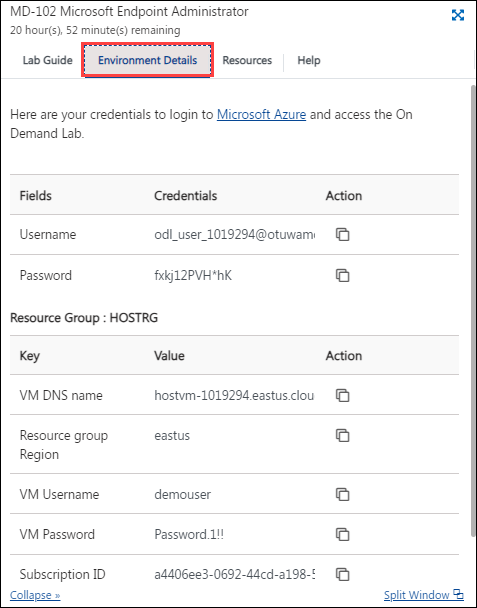 MD-102 Microsoft Endpoint Administrator
20 hour(s), 52 minute(s) remaining
Lab Guide Environment Details Resources Help
Here are your credentials to login to Microsoft Azure and access the On
Demand Lab.
Fields Credentials Action
Username odl_user_1019294@otuwam
Password fxkj12PVH*hK
Resource Group : HOSTRG
Key Value Action
VM DNS name hostvm-1019294.eastus.clou
Resource group
Region
eastus
VM Username demouser
VM Password Password.1!!
Subscription ID a4406ee3-0692-44cd-a198-5
Collapse » Split Window